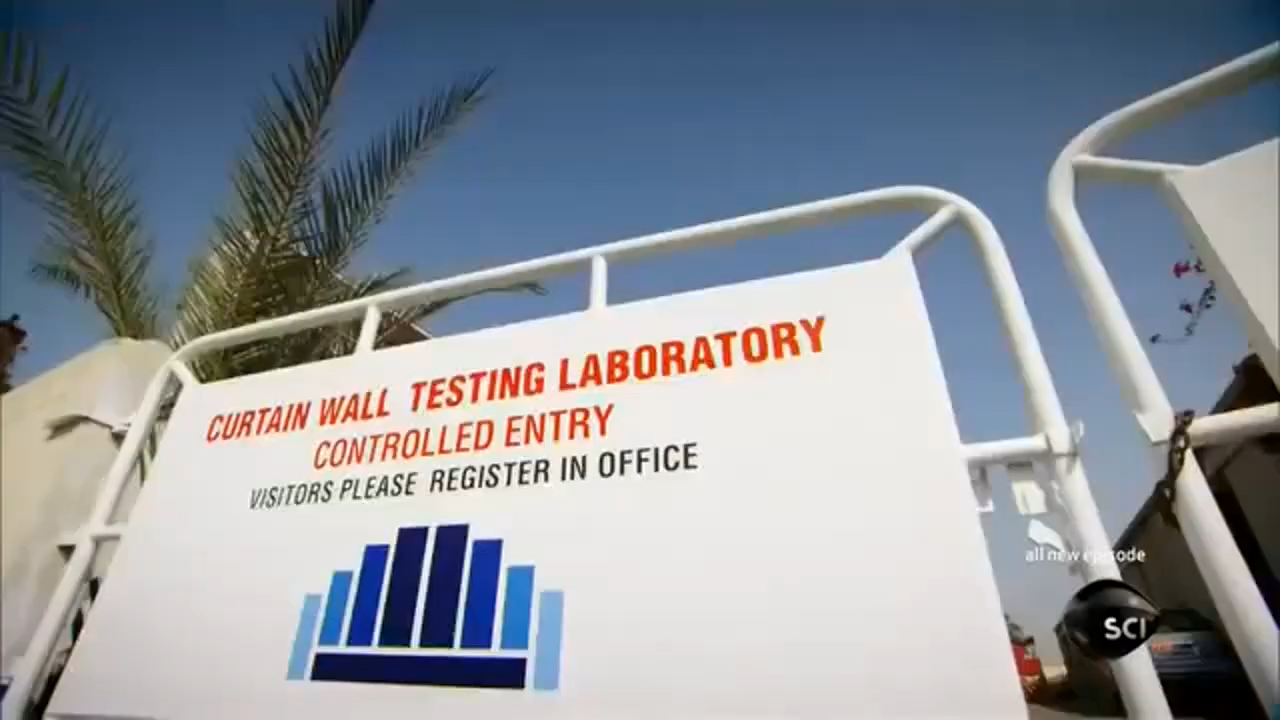 CURTAIN WALL TESTING LABORATORY
CONTROLLED ENTRY
VISITORS PLEASE REGISTER IN OFFICE
all new episode
SCI